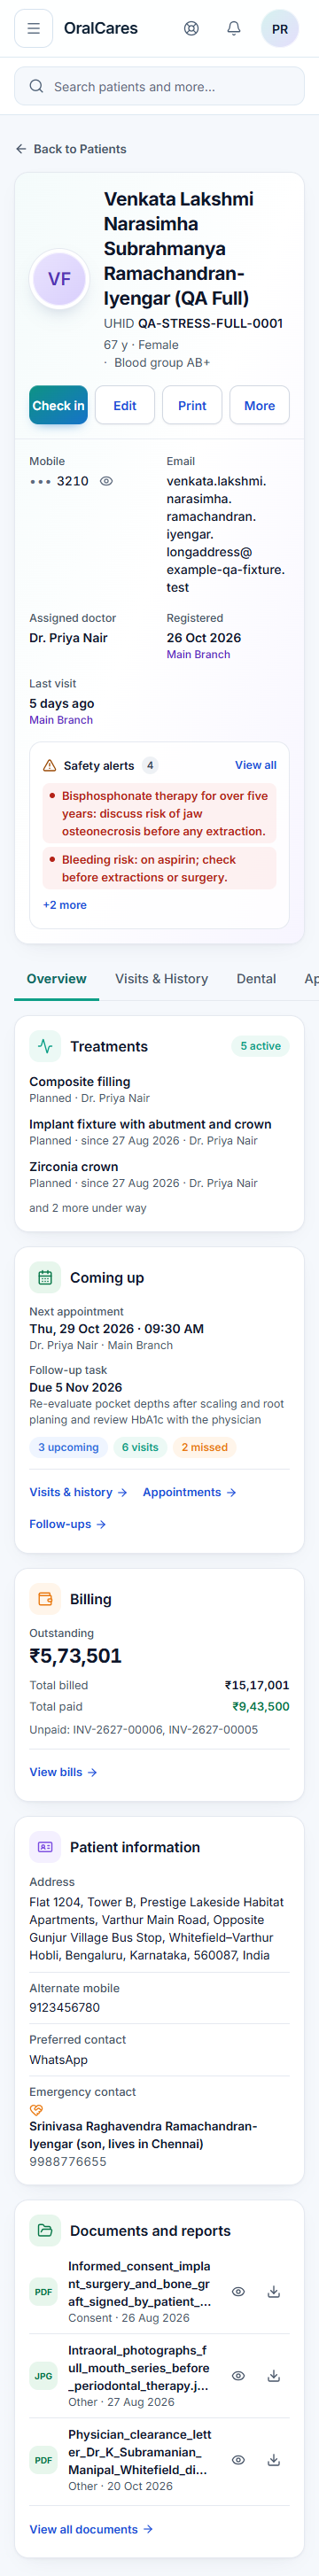 OralCares
PR
Search patients and more...
Back to Patients
VF
Venkata Lakshmi
Narasimha
Subrahmanya
Ramachandran-
Iyengar (QA Full)
UHID QA-STRESS-FULL-0001
67 y · Female
· Blood group AB+
Check in
Edit
Print
More
Mobile
••• 3210
Email
venkata.lakshmi.
narasimha.
ramachandran.
iyengar.
longaddress@
example-qa-fixture.
test
Assigned doctor
Dr. Priya Nair
Registered
26 Oct 2026
Main Branch
Last visit
5 days ago
Main Branch
Safety alerts 4
View all
• Bisphosphonate therapy for over five
years: discuss risk of jaw
osteonecrosis before any extraction.
• Bleeding risk: on aspirin; check
before extractions or surgery.
+2 more
Overview
Visits & History
Dental
Ap
Treatments
5 active
Composite filling
Planned · Dr. Priya Nair
Implant fixture with abutment and crown
Planned · since 27 Aug 2026 · Dr. Priya Nair
Zirconia crown
Planned · since 27 Aug 2026 · Dr. Priya Nair
and 2 more under way
Coming up
Next appointment
Thu, 29 Oct 2026 · 09:30 AM
Dr. Priya Nair · Main Branch
Follow-up task
Due 5 Nov 2026
Re-evaluate pocket depths after scaling and root
planing and review HbA1c with the physician
3 upcoming
6 visits
2 missed
Visits & history →
Appointments →
Follow-ups →
Billing
Outstanding
₹5,73,501
Total billed
₹15,17,001
Total paid
₹9,43,500
Unpaid: INV-2627-00006, INV-2627-00005
View bills →
Patient information
Address
Flat 1204, Tower B, Prestige Lakeside Habitat
Apartments, Varthur Main Road, Opposite
Gunjur Village Bus Stop, Whitefield–Varthur
Hobli, Bengaluru, Karnataka, 560087, India
Alternate mobile
9123456780
Preferred contact
WhatsApp
Emergency contact
Srinivasa Raghavendra Ramachandran-
Iyengar (son, lives in Chennai)
9988776655
Documents and reports
PDF
Informed_consent_impla
nt_surgery_and_bone_gr
aft_signed_by_patient_...
Consent · 26 Aug 2026
JPG
Intraoral_photographs_f
ull_mouth_series_before
_periodontal_therapy.j...
Other · 27 Aug 2026
PDF
Physician_clearance_lett
er_Dr_K_Subramanian_
Manipal_Whitefield_di...
Other · 20 Oct 2026
View all documents →